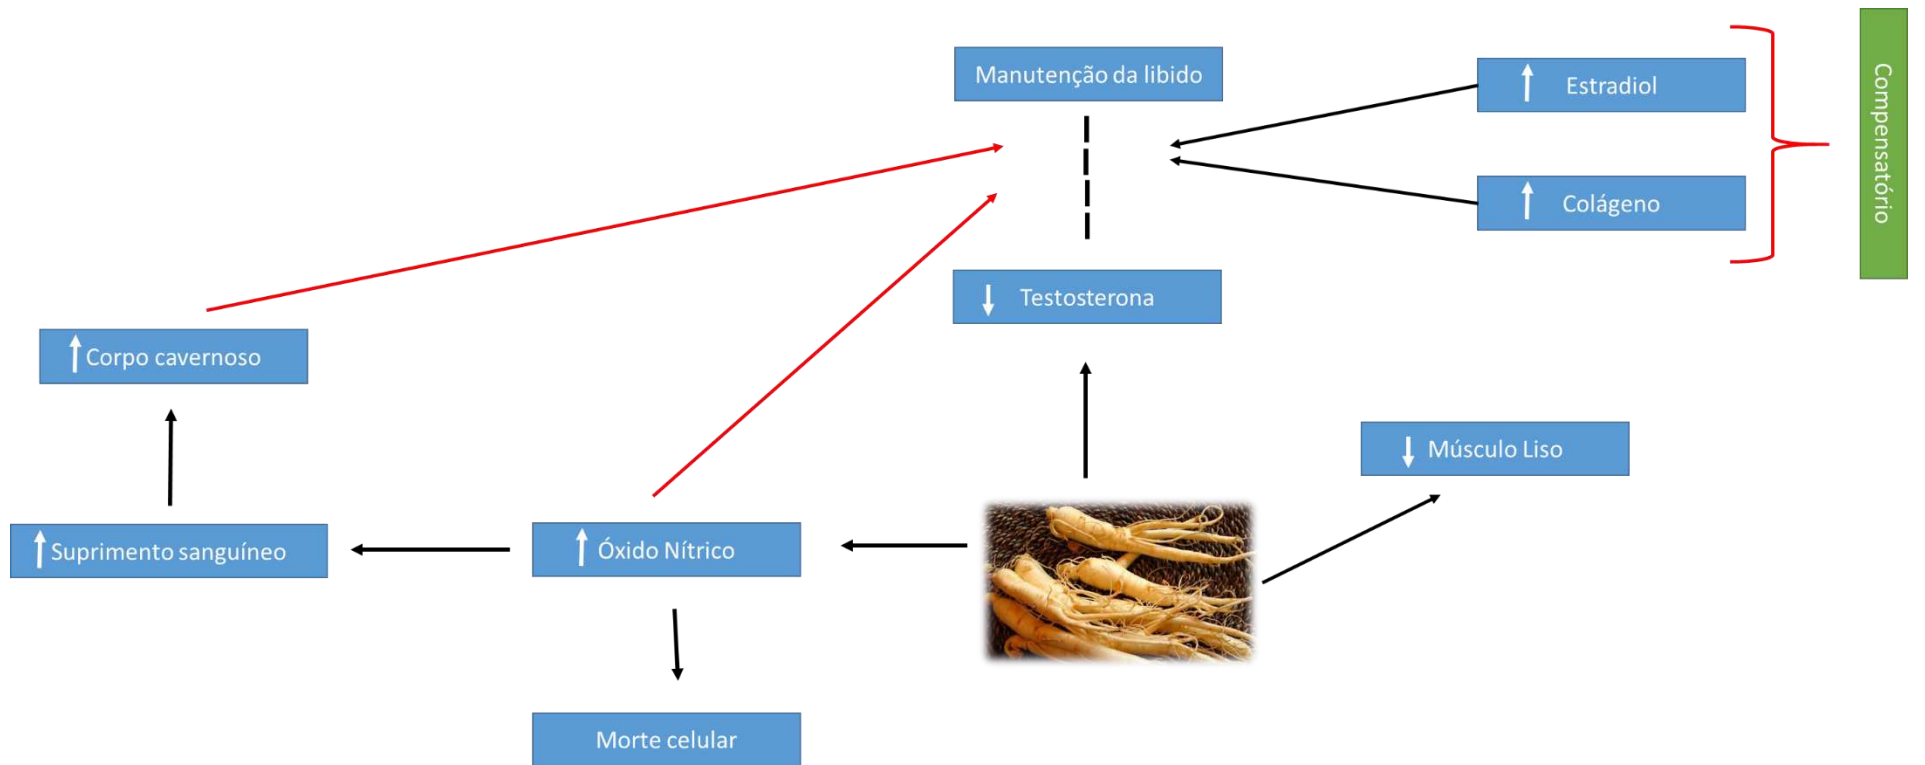 Manutenção da libido
Estradiol
Compensatório
Colágeno
Testosterona
Corpo cavernoso
Músculo Liso
Suprimento sanguíneo
Óxido Nítrico
Morte celular